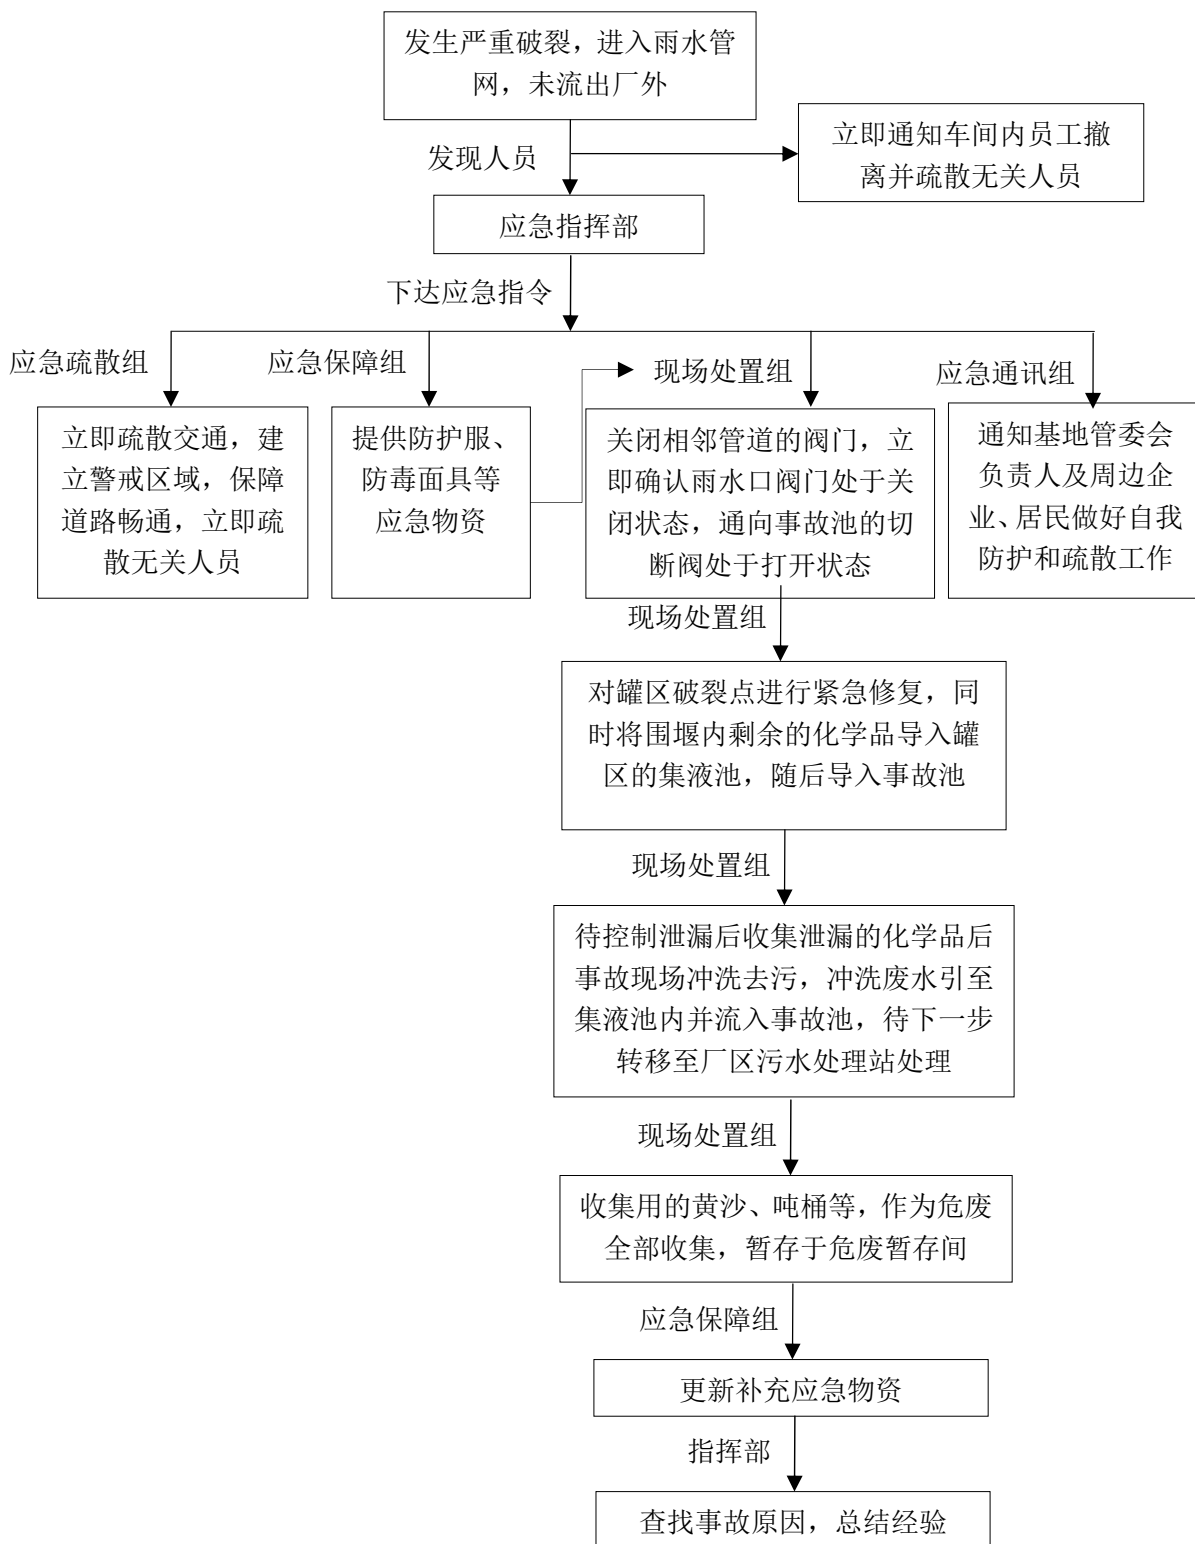 发生严重破裂，进入雨水管
网，未流出厂外
立即通知车间内员工撤
离并疏散无关人员
发现人员
应急指挥部
下达应急指令
应急疏散组
应急保障组
现场处置组
应急通讯组
立即疏散交通，建
立警戒区域，保障
道路畅通，立即疏
散无关人员
提供防护服、
防毒面具等
应急物资
关闭相邻管道的阀门，立
即确认雨水口阀门处于关
闭状态，通向事故池的切
断阀处于打开状态
通知基地管委会
负责人及周边企
业、居民做好自我
防护和疏散工作
现场处置组
对罐区破裂点进行紧急修复，同
时将围堰内剩余的化学品导入罐
区的集液池，随后导入事故池
现场处置组
待控制泄漏后收集泄漏的化学品后
事故现场冲洗去污，冲洗废水引至
集液池内并流入事故池，待下一步
转移至厂区污水处理站处理
现场处置组
收集用的黄沙、吨桶等，作为危废
全部收集，暂存于危废暂存间
应急保障组
更新补充应急物资
指挥部
查找事故原因，总结经验